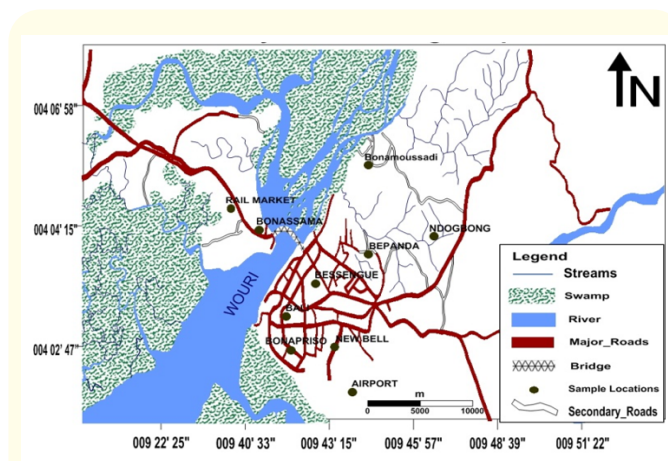 N
004 06' 58"
Bonamoussadi
RAIL MARKET
004 04' 15"
BONASSAMA
NDOGBONG
BEPANDA
Legend
Streams
BESSENGUE
Swamp
WOURI
River
BALI
Major_Roads
004 02' 47"
BONAPRISO
NEW BELL
Bridge
AIRPORT
Sample Locations
m
0 5000 10000
Secondary_Roads
009 22' 25" 009 40' 33" 009 43' 15" 009 45' 57" 009 48' 39" 009 51' 22"